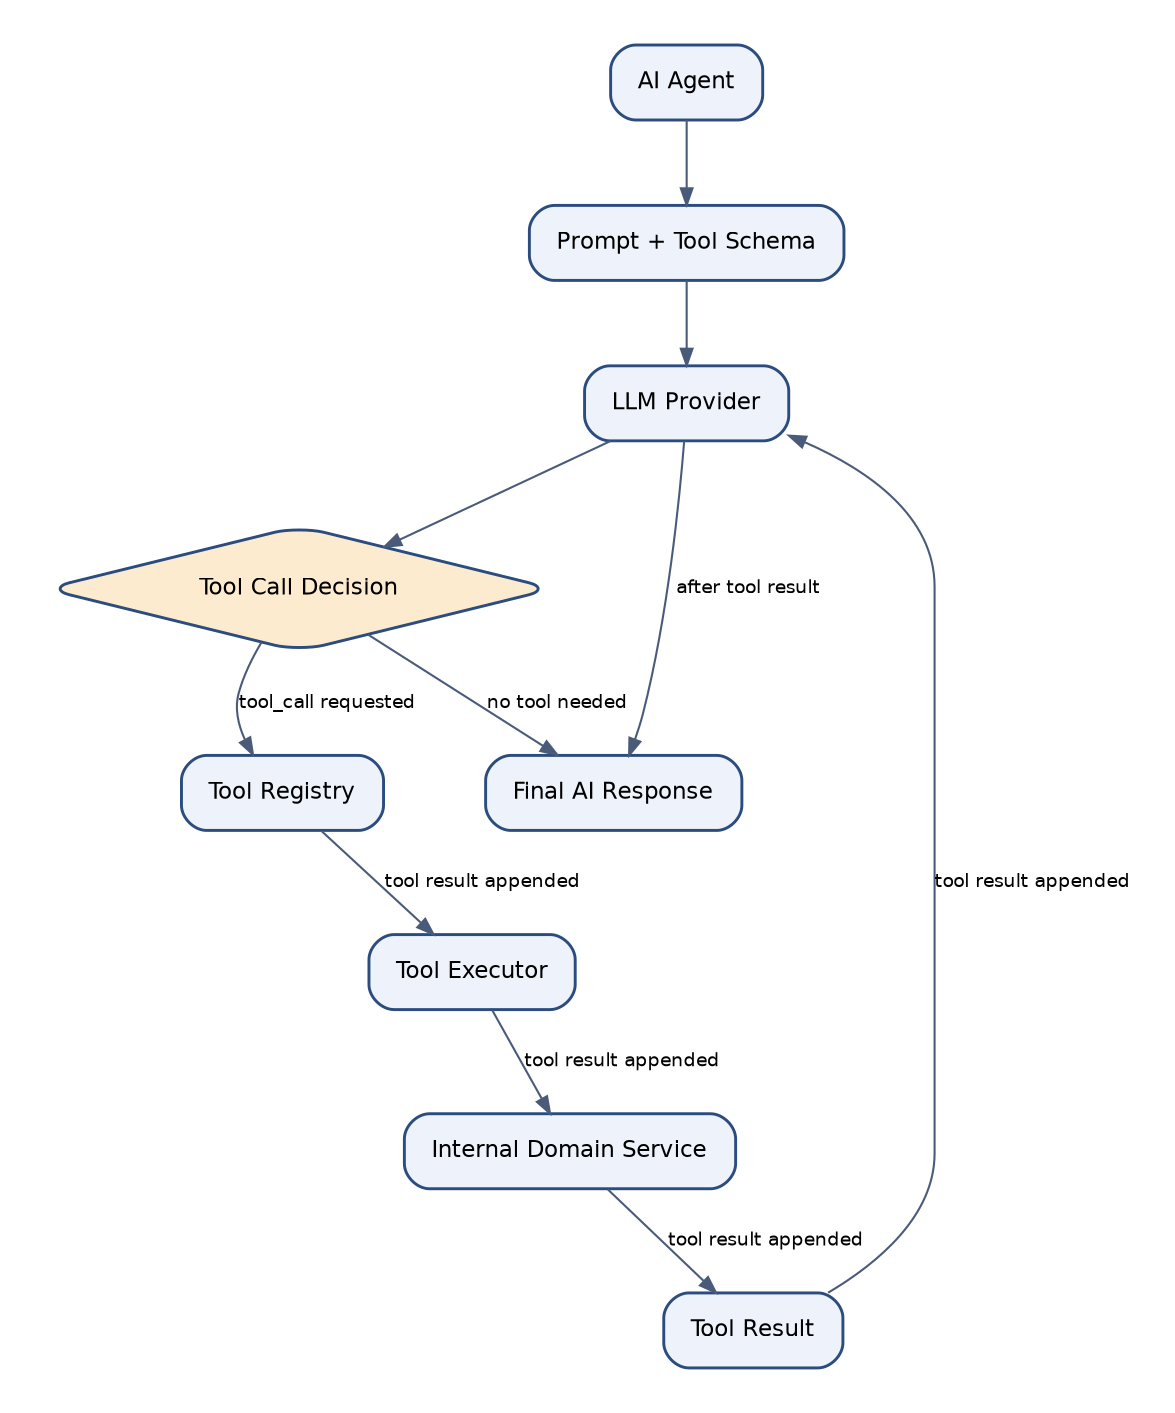 AI Agent
Prompt + Tool Schema
LLM Provider
Tool Call Decision
after tool result
tool_call requested
no tool needed
Tool Registry
Final AI Response
tool result appended
tool result appended
Tool Executor
tool result appended
Internal Domain Service
tool result appended
Tool Result